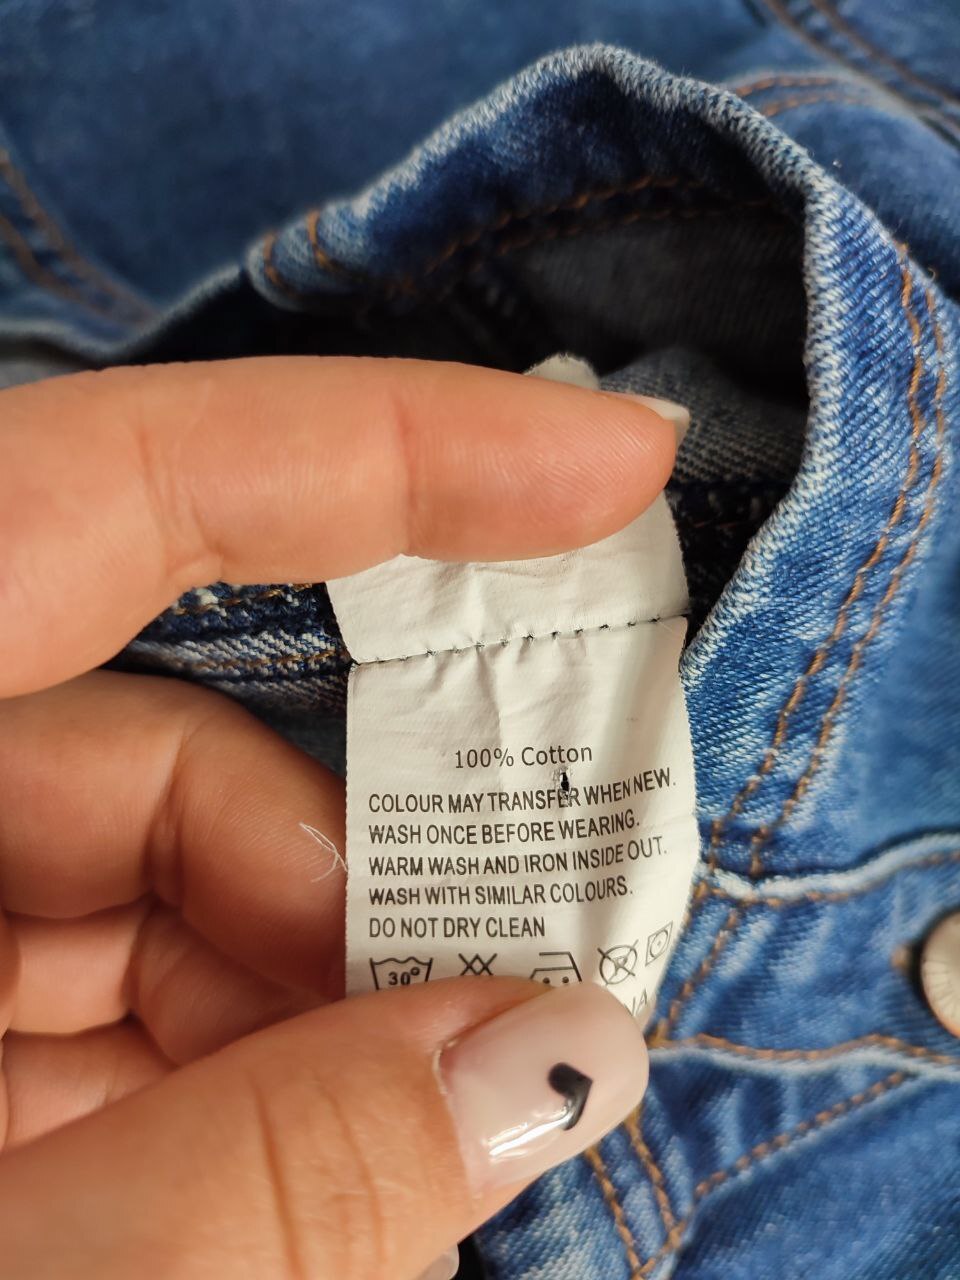 100% Cotton
COLOUR MAY TRANSFER WHEN NEW.
WASH ONCE BEFORE WEARING.
WARM WASH AND IRON INSIDE OUT.
WASH WITH SIMILAR COLOURS.
DO NOT DRY CLEAN
30°